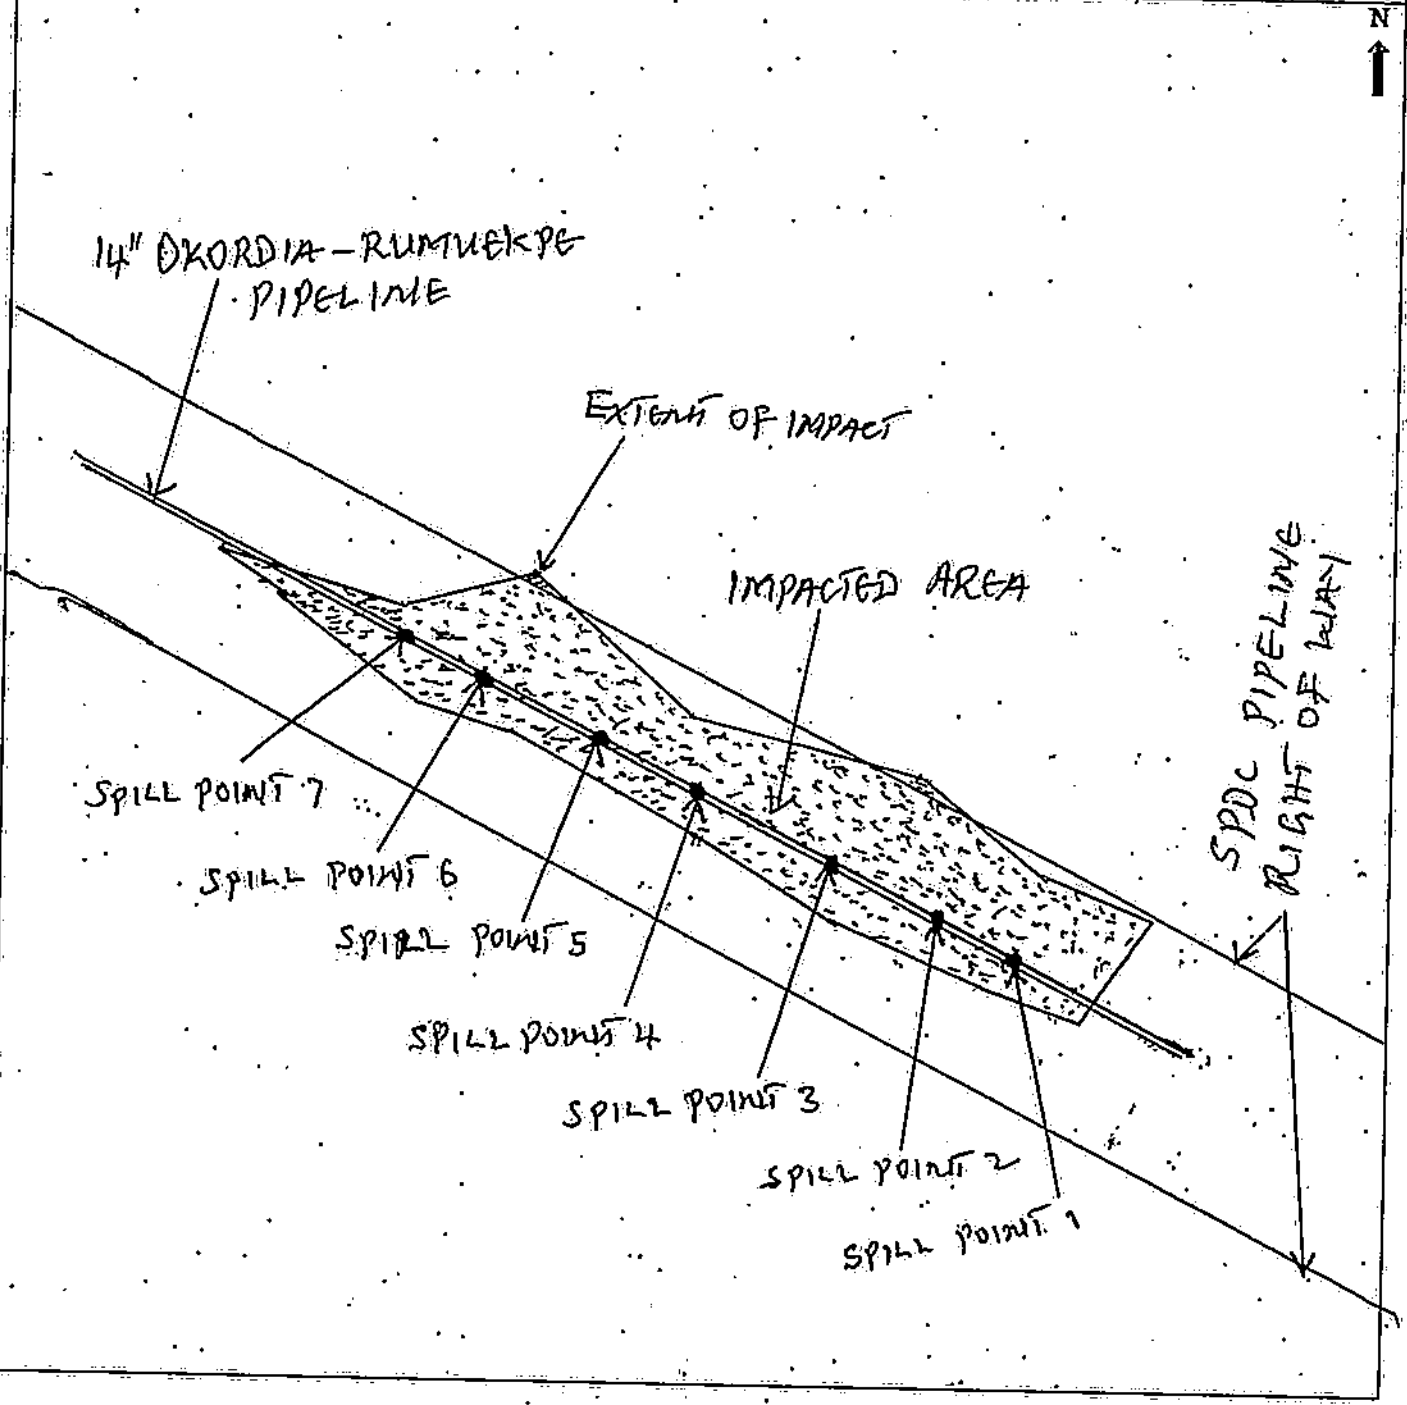 N
14" OKORDIA-RUMUEKPE
PIPELINE
EXTENT OF IMPACT
IMPACTED AREA
SPDC PIPELINE
RIGHT OF WAY
SPILL POINT 7
SPILL POINT 6
SPILL POINT 5
SPILL POINT 4
SPILL POINT 3
SPILL POINT 2
SPILL POINT 1